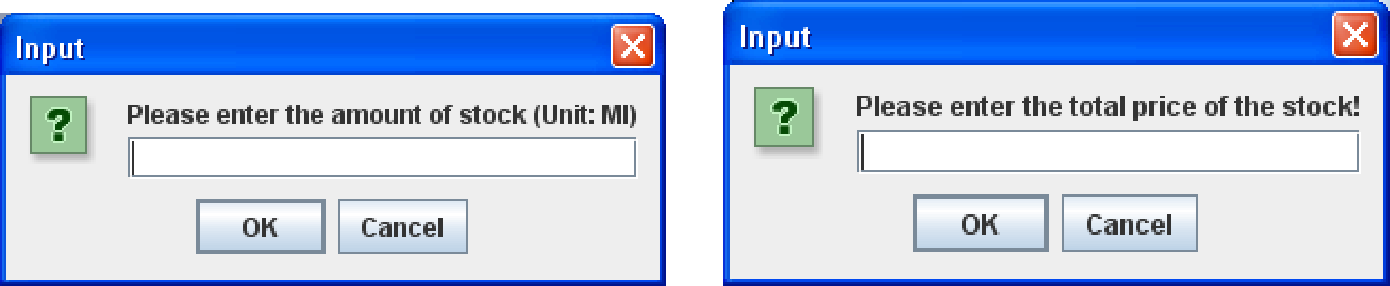 Input
Please enter the amount of stock (Unit: MI)
OK
Cancel
Input
Please enter the total price of the stock!
OK
Cancel